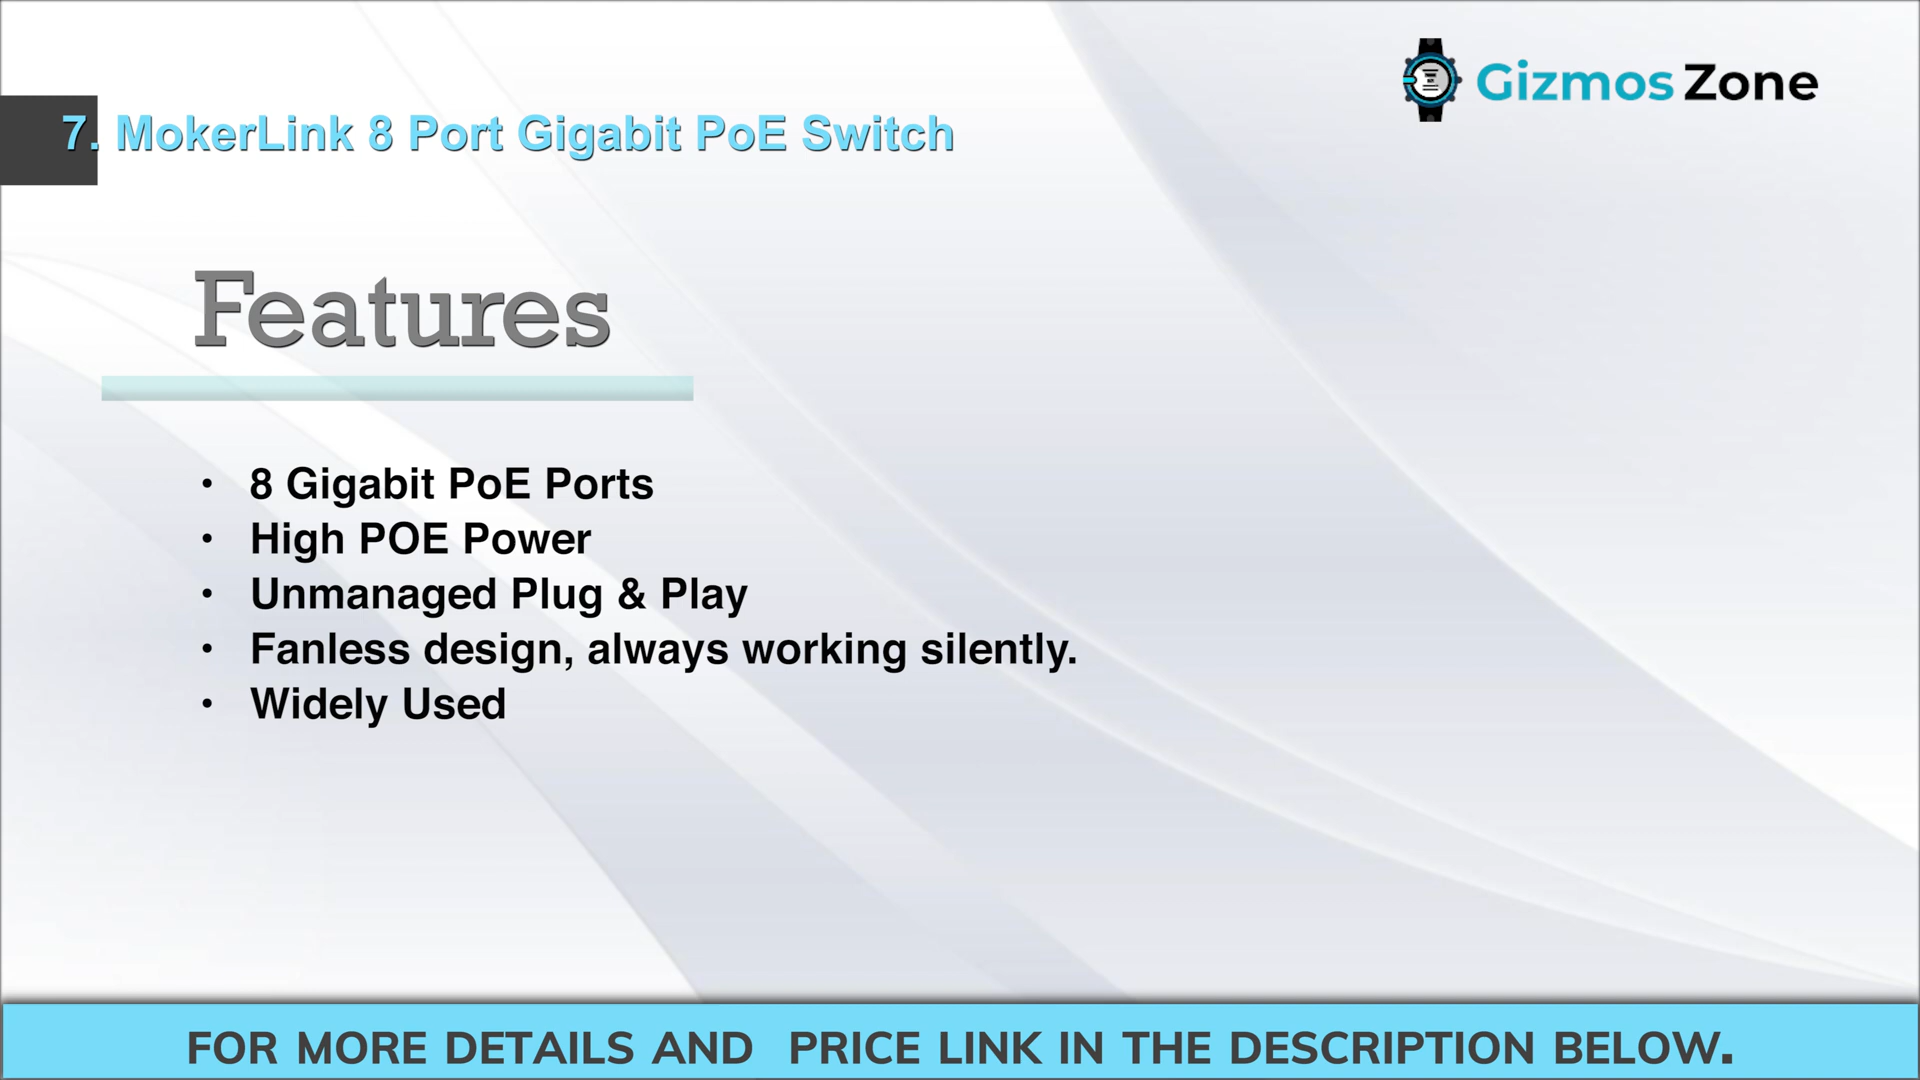 Gizmos Zone
7. MokerLink 8 Port Gigabit PoE Switch
Features
• 8 Gigabit PoE Ports
• High POE Power
• Unmanaged Plug & Play
• Fanless design, always working silently.
• Widely Used
FOR MORE DETAILS AND PRICE LINK IN THE DESCRIPTION BELOW.